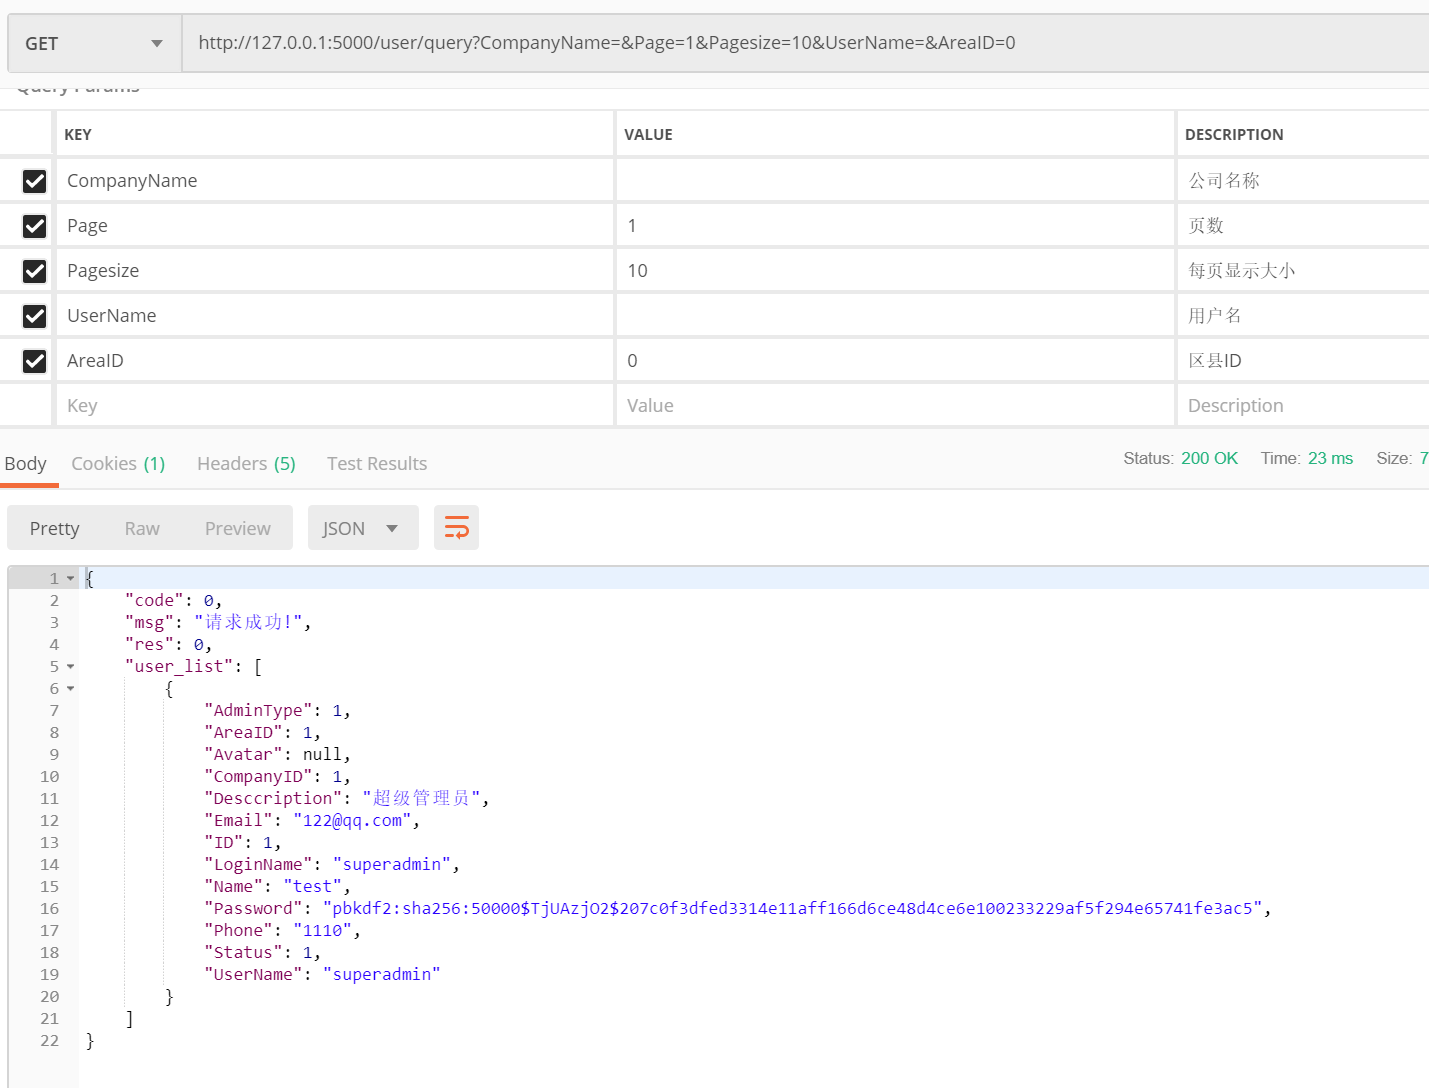 GET http://127.0.0.1:5000/user/query?CompanyName=&Page=1&Pagesize=10&UserName=&AreaID=0
Query Params
KEY VALUE DESCRIPTION
CompanyName 公司名称
Page 1 页数
Pagesize 10 每页显示大小
UserName 用户名
AreaID 0 区县ID
Key Value Description
Body Cookies (1) Headers (5) Test Results Status: 200 OK Time: 23 ms Size: 7
Pretty Raw Preview JSON
1 {
2 "code": 0,
3 "msg": "请求成功!",
4 "res": 0,
5 "user_list": [
6 {
7 "AdminType": 1,
8 "AreaID": 1,
9 "Avatar": null,
10 "CompanyID": 1,
11 "Desccription": "超级管理员",
12 "Email": "122@qq.com",
13 "ID": 1,
14 "LoginName": "superadmin",
15 "Name": "test",
16 "Password": "pbkdf2:sha256:50000$TjUAzjO2$207c0f3dfed3314e11aff166d6ce48d4ce6e100233229af5f294e65741fe3ac5",
17 "Phone": "1110",
18 "Status": 1,
19 "UserName": "superadmin"
20 }
21 ]
22 }